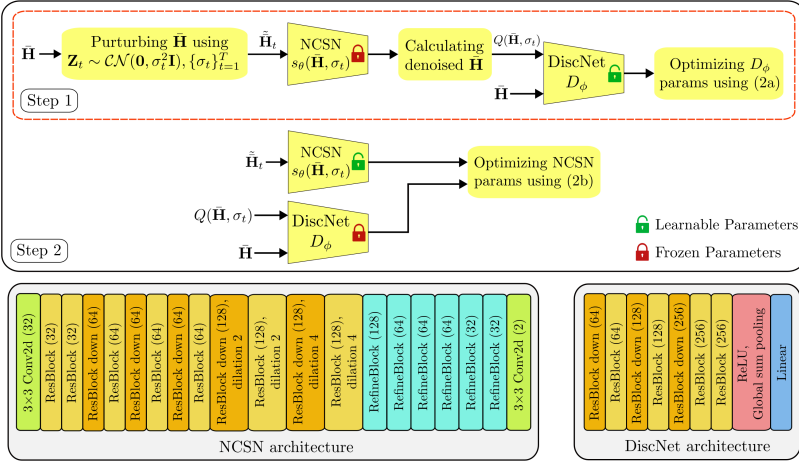 H̄
Purturbing H̄ using
Z_t ∼ 𝒞𝒩(0, σ_t²I), {σ_t}_{t=1}^T
H̄̃_t
NCSN
s_θ(H̄, σ_t)
Calculating
denoised H̄
Q(H̄, σ_t)
H̄
DiscNet
D_ϕ
Optimizing D_ϕ
params using (2a)
Step 1
H̄̃_t
NCSN
s_θ(H̄, σ_t)
Optimizing NCSN
params using (2b)
Q(H̄, σ_t)
H̄
DiscNet
D_ϕ
Learnable Parameters
Frozen Parameters
Step 2
3×3 Conv2d (32)
ResBlock (32)
ResBlock (32)
ResBlock down (64)
ResBlock (64)
ResBlock down (64)
ResBlock (64)
ResBlock down (64)
ResBlock (64)
ResBlock down (128),
dilation 2
ResBlock (128),
dilation 2
ResBlock down (128),
dilation 4
ResBlock (128),
dilation 4
RefineBlock (128)
RefineBlock (64)
RefineBlock (64)
RefineBlock (64)
RefineBlock (32)
RefineBlock (32)
3×3 Conv2d (2)
NCSN architecture
ResBlock down (64)
ResBlock (64)
ResBlock down (128)
ResBlock (128)
ResBlock down (256)
ResBlock (256)
ResBlock (256)
ReLU,
Global sum pooling
Linear
DiscNet architecture